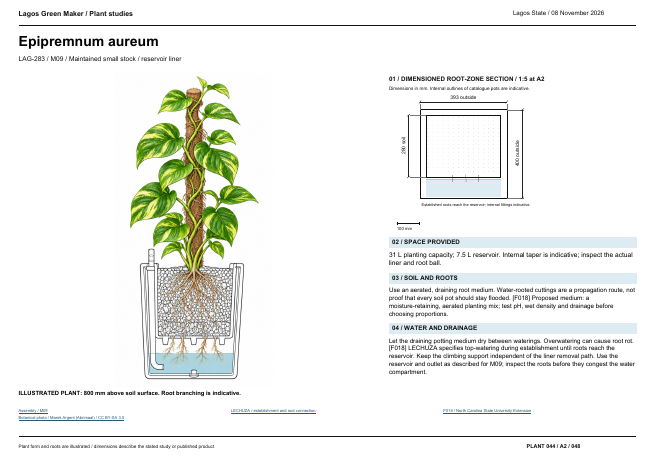 Lagos Green Maker / Plant studies
Lagos State / 08 November 2026
Epipremnum aureum
LAG-283 / M09 / Maintained small stock / reservoir liner
01 / DIMENSIONED ROOT-ZONE SECTION / 1:5 at A2
Dimensions in mm. Internal outlines of catalogue pots are indicative.
393 outside
280 soil
400 outside
Established roots reach the reservoir; internal fittings indicative
100 mm
02 / SPACE PROVIDED
31 L planting capacity; 7.5 L reservoir. Internal taper is indicative; inspect the actual
liner and root ball.
03 / SOIL AND ROOTS
Use an aerated, draining root medium. Water-rooted cuttings are a propagation route, not
proof that every soil pot should stay flooded. [F018] Proposed medium: a
moisture-retaining, aerated planting mix; test pH, wet density and drainage before
choosing proportions.
04 / WATER AND DRAINAGE
Let the draining potting medium dry between waterings. Overwatering can cause root rot.
[F018] LECHUZA specifies top-watering during establishment until roots reach the
reservoir. Keep the climbing support independent of the liner removal path. Use the
reservoir and outlet as described for M09; inspect the roots before they congest the water
compartment.
ILLUSTRATED PLANT: 800 mm above soil surface. Root branching is indicative.
Assembly / M09
Botanical photo / Marek Argent (Abrimaal) / CC BY-SA 3.0
LECHUZA / establishment and root connection
F018 / North Carolina State University Extension
Plant form and roots are illustrated / dimensions describe the stated study or published product
PLANT 044 / A2 / 048